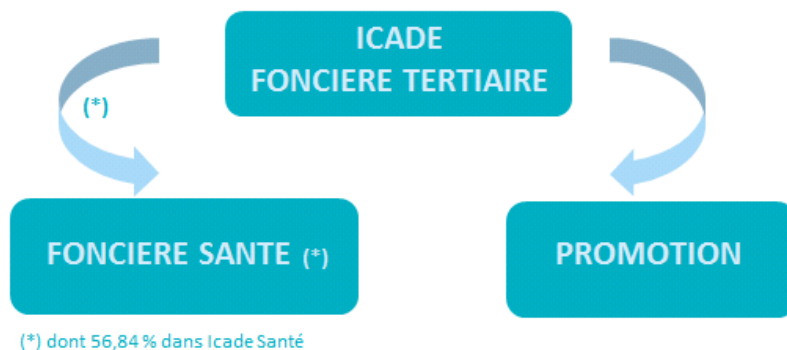 ICADE
FONCIERE TERTIAIRE
(*)
FONCIERE SANTE (*)
PROMOTION
(*) dont 56,84 % dans Icade Santé